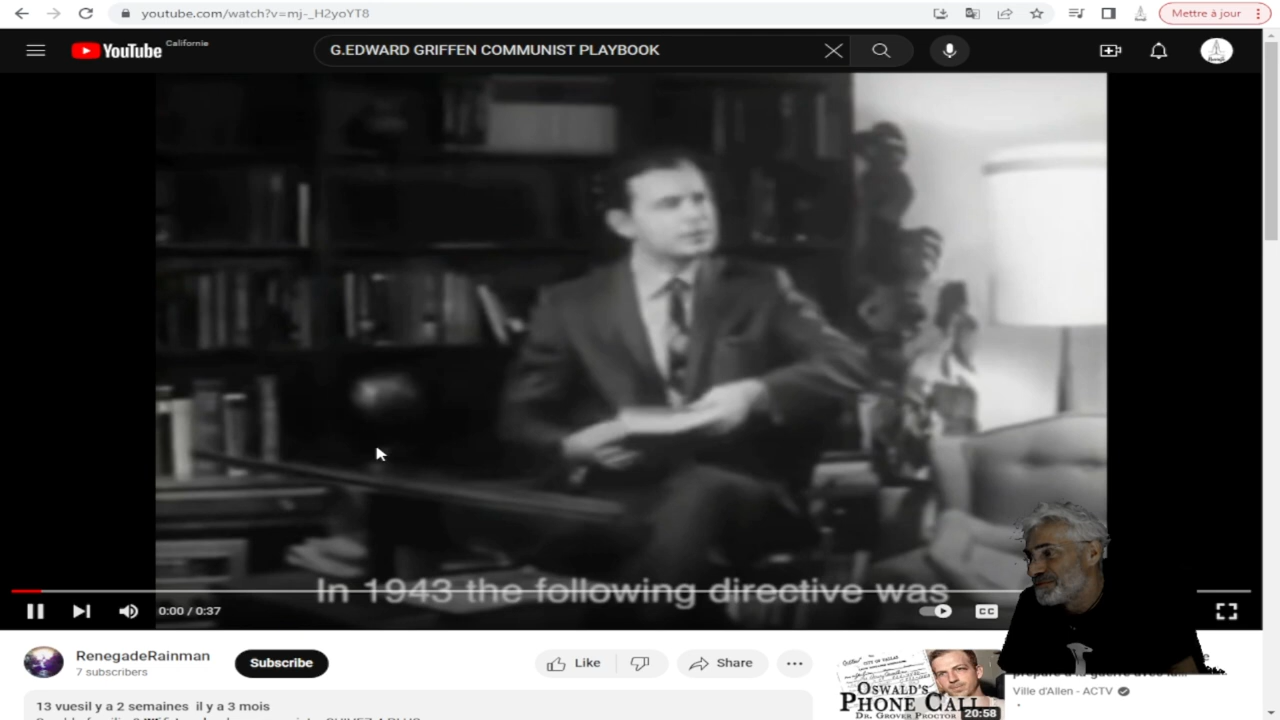 youtube.com/watch?v=mj-_H2yoYT8
Mettre à jour
YouTube
Californie
G.EDWARD GRIFFEN COMMUNIST PLAYBOOK
In 1943 the following directive was
0:00 / 0:37
CC
RenegadeRainman
7 subscribers
Subscribe
Like
Share
13 vuesil y a 2 semaines il y a 3 mois
OSWALD'S
PHONE CALL
DR. GROVER PROCTOR
20:58
Ville d'Allen - ACTV